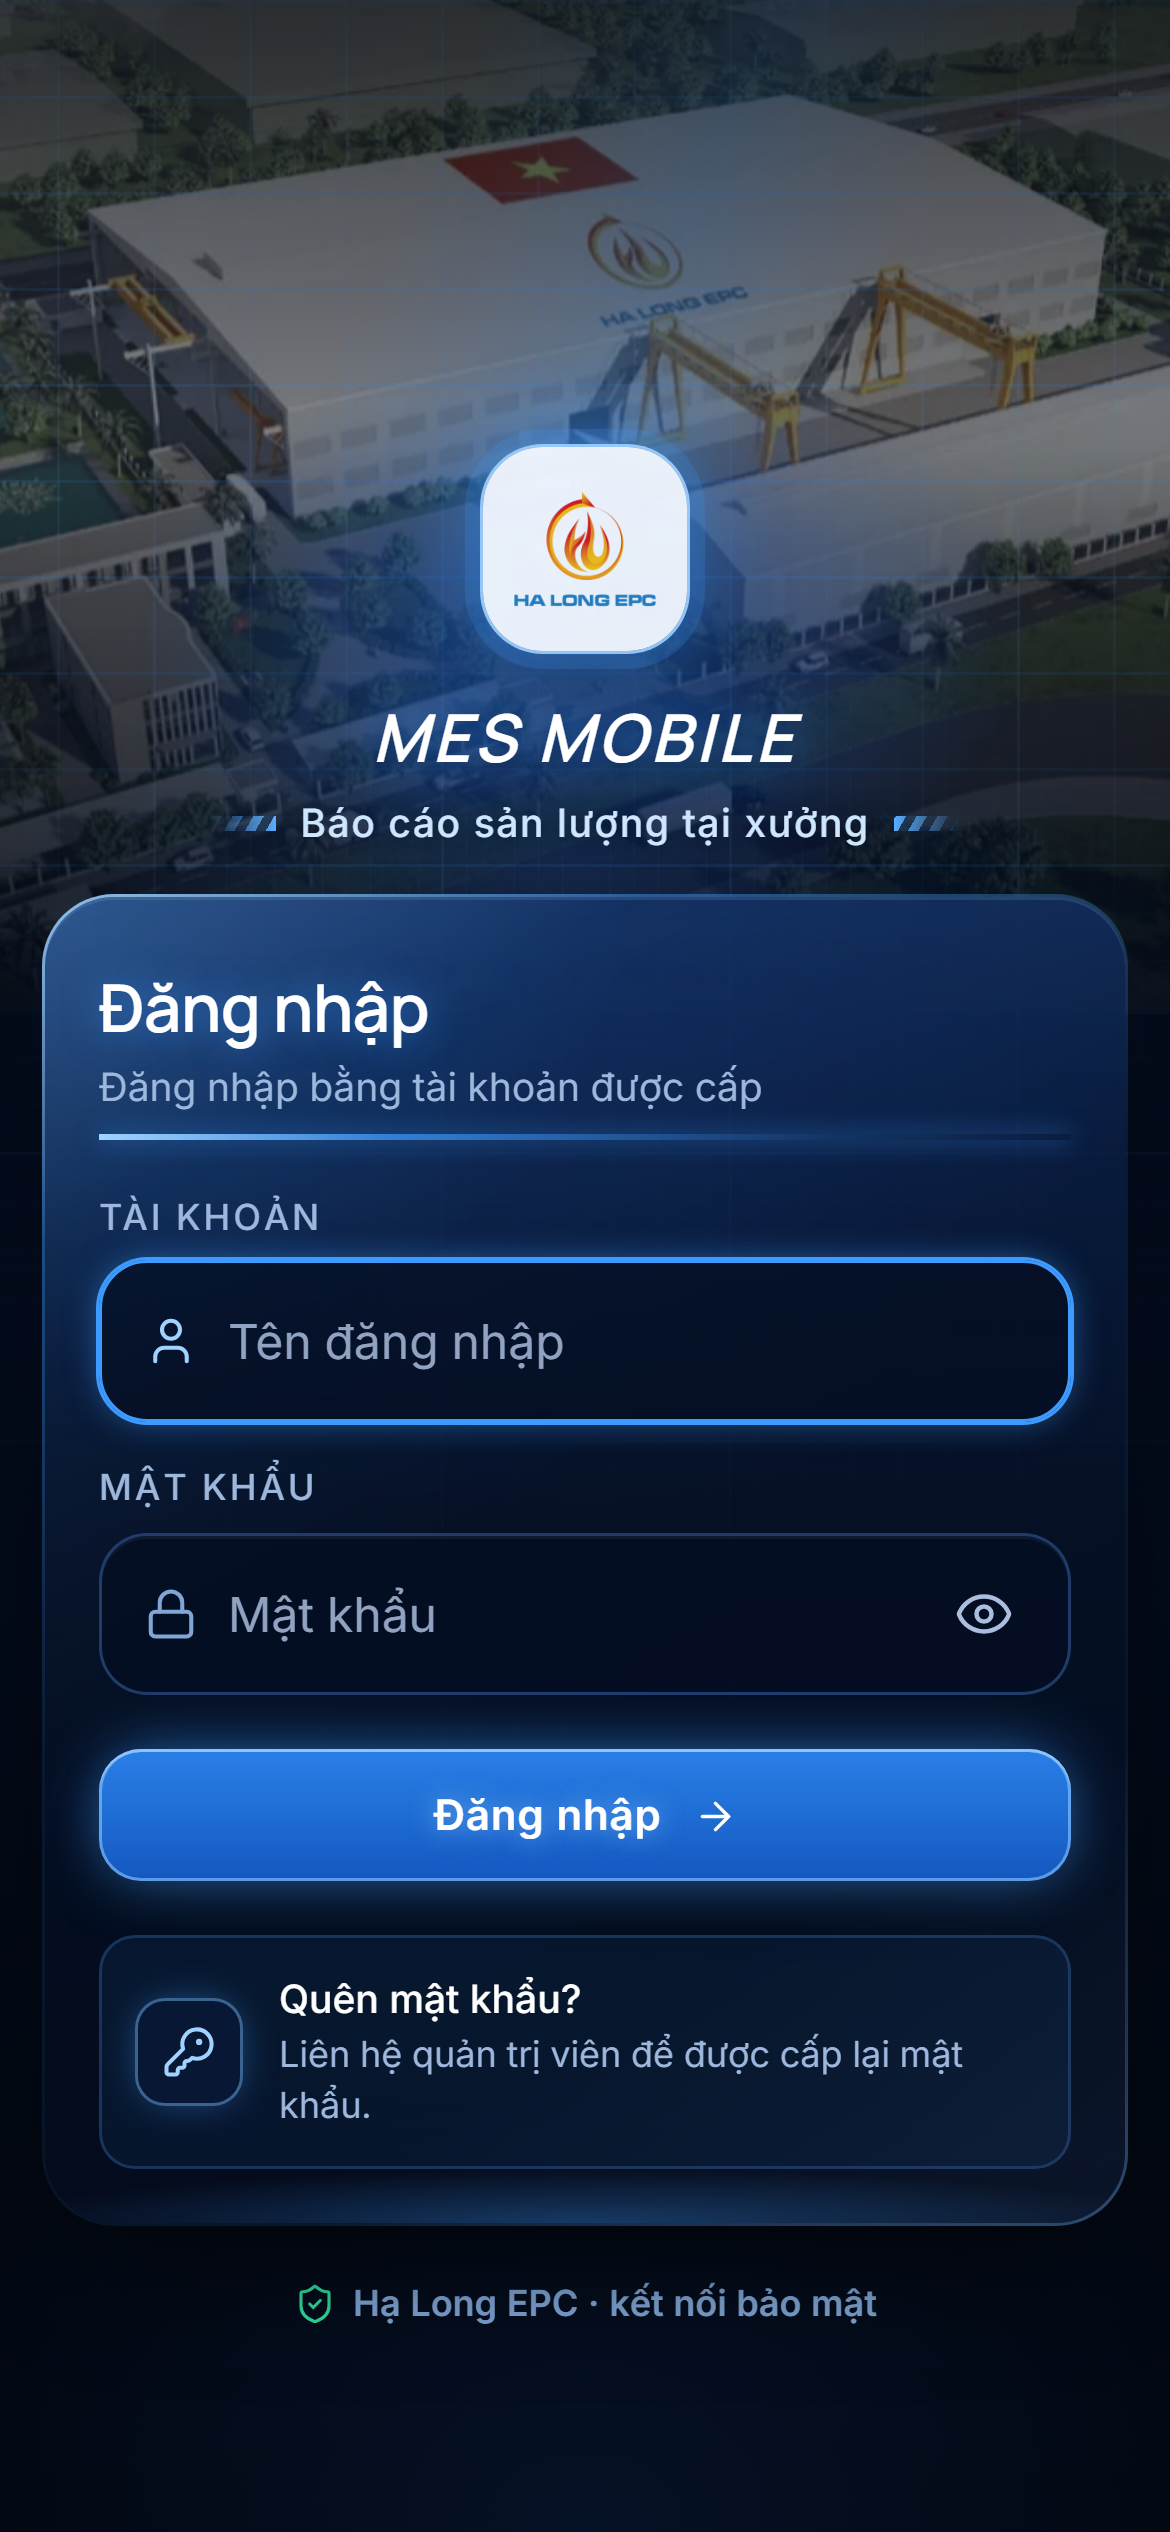 HA LONG EPC
HA LONG EPC
MES MOBILE
Báo cáo sản lượng tại xưởng
Đăng nhập
Đăng nhập bằng tài khoản được cấp
TÀI KHOẢN
Tên đăng nhập
MẬT KHẨU
Mật khẩu
Đăng nhập
Quên mật khẩu?
Liên hệ quản trị viên để được cấp lại mật
khẩu.
Hạ Long EPC · kết nối bảo mật